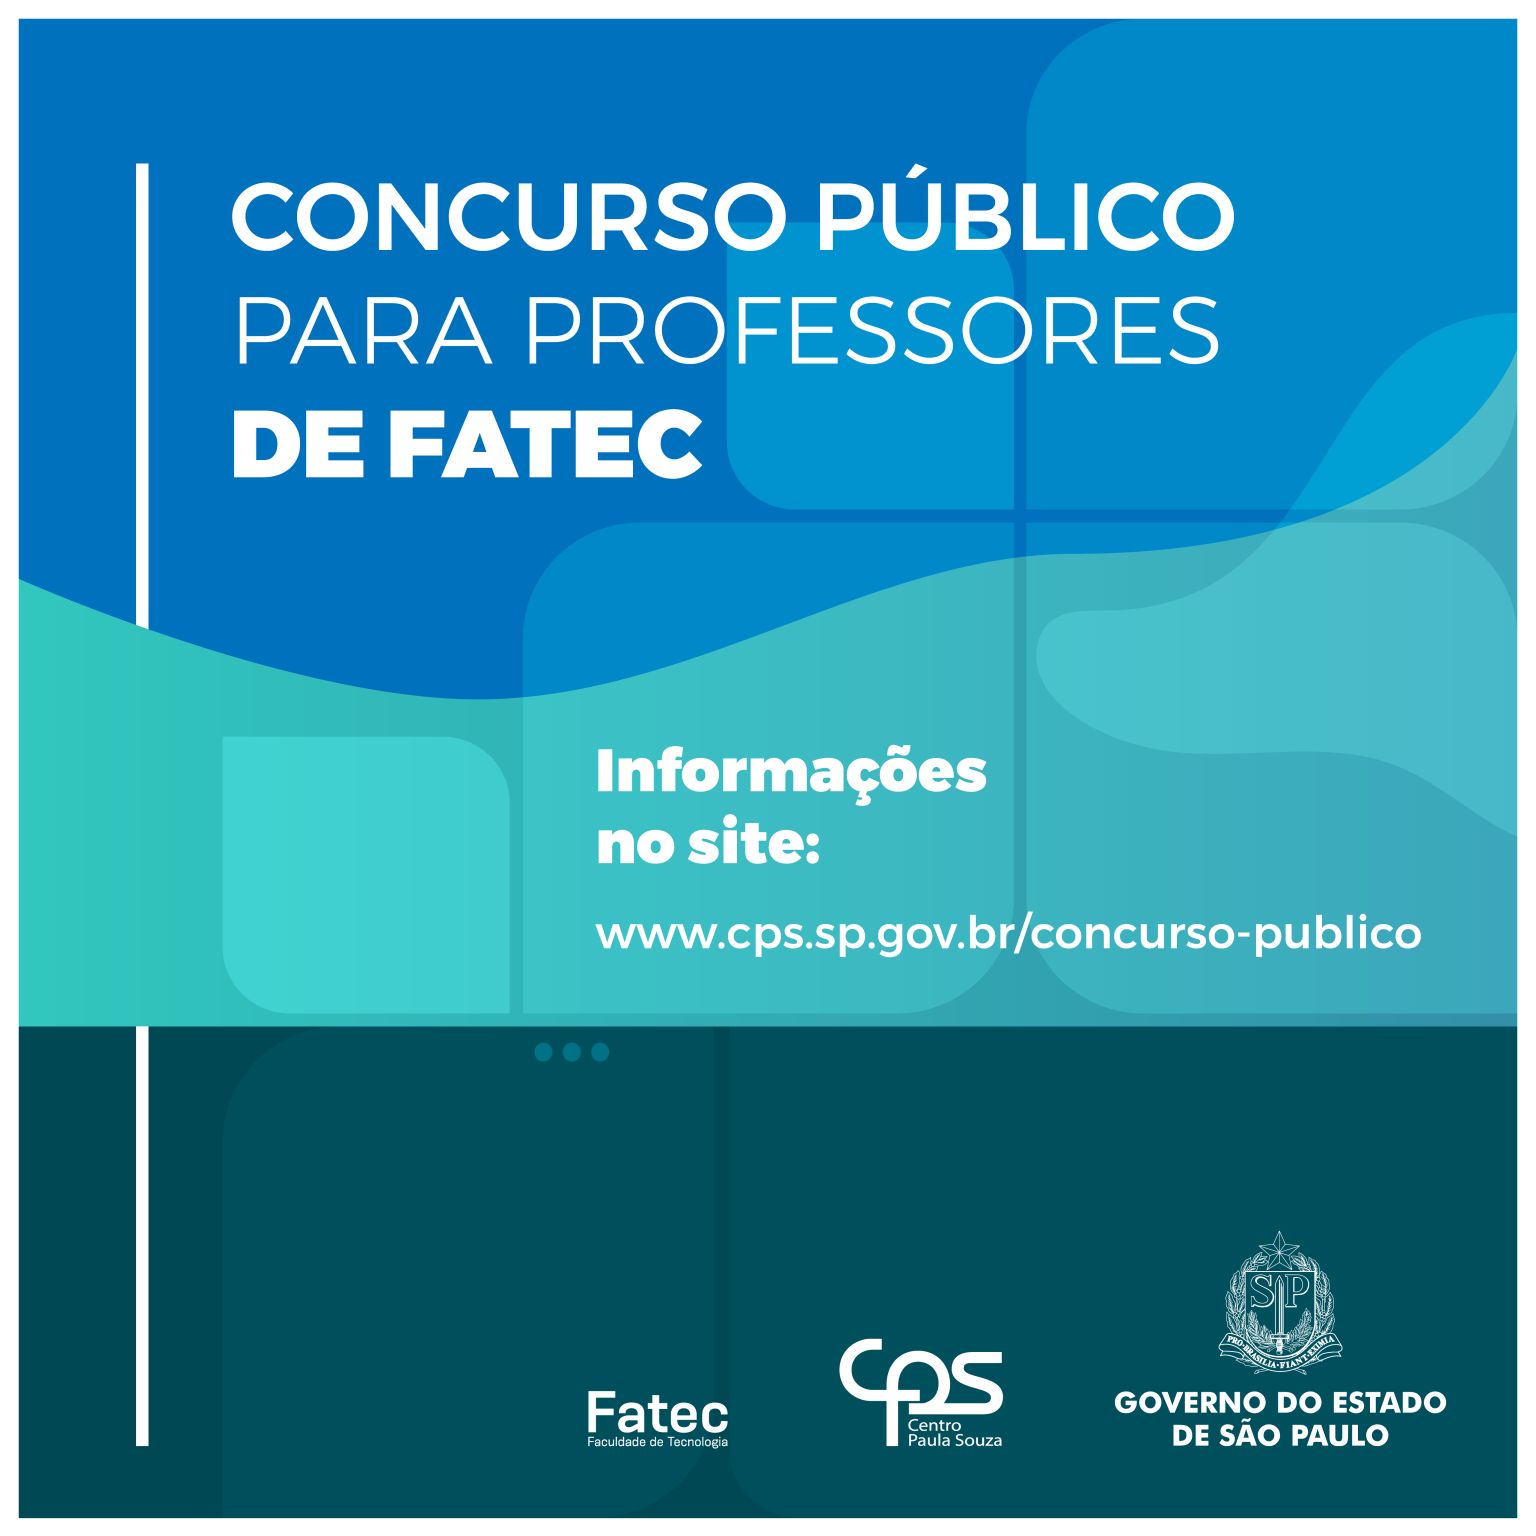 CONCURSO PÚBLICO
PARA PROFESSORES
DE FATEC
Informações
no site:
www.cps.sp.gov.br/concurso-publico
Fatec
Faculdade de Tecnologia
cps
Centro
Paula Souza
SP
PRO·BRASILIA·FIANT·EXIMIA
GOVERNO DO ESTADO
DE SÃO PAULO